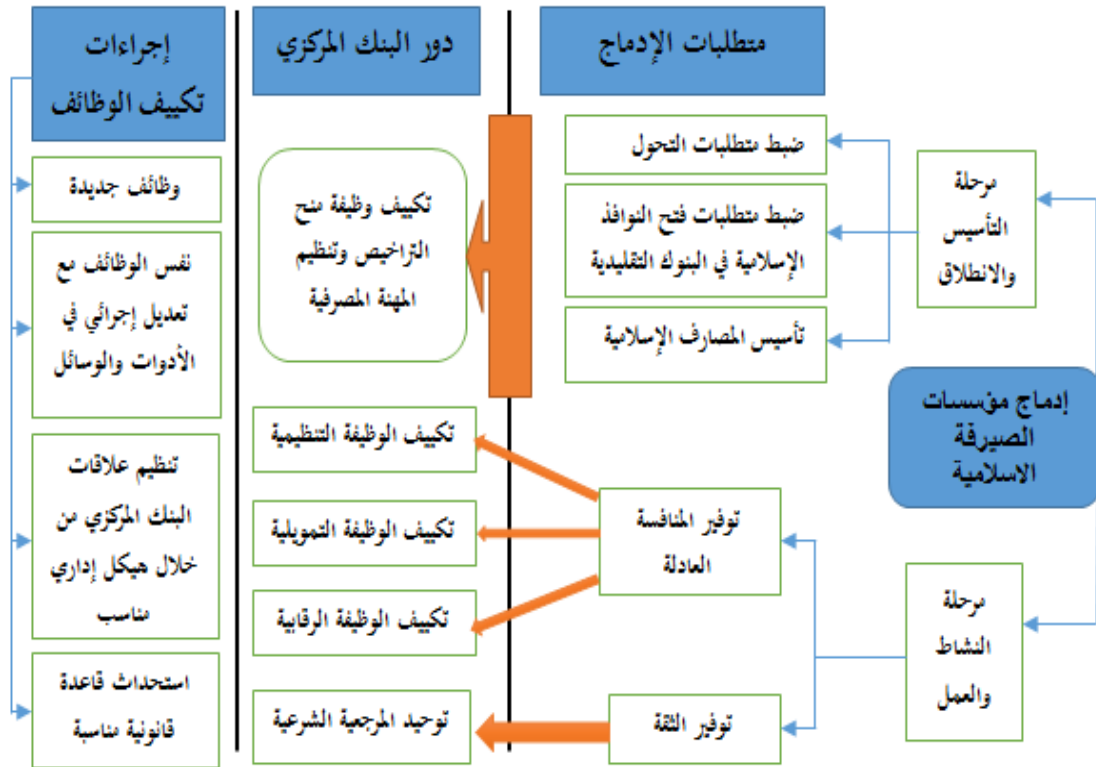 متطلبات الإدماج
دور البنك المركزي
إجراءات
تكييف الوظائف
إدماج مؤسسات
الصيرفة
الاسلامية
مرحلة
التأسيس
والانطلاق
ضبط متطلبات التحول
ضبط متطلبات فتح النوافذ
الإسلامية في البنوك التقليدية
تأسيس المصارف الإسلامية
تكييف وظيفة منح
التراخيص وتنظيم
المهنة المصرفية
مرحلة
النشاط
والعمل
توفير المنافسة
العادلة
توفير الثقة
تكييف الوظيفة التنظيمية
تكييف الوظيفة التمويلية
تكييف الوظيفة الرقابية
توحيد المرجعية الشرعية
وظائف جديدة
نفس الوظائف مع
تعديل إجرائي في
الأدوات والوسائل
تنظيم علاقات
البنك المركزي من
خلال هيكل إداري
مناسب
استحداث قاعدة
قانونية مناسبة